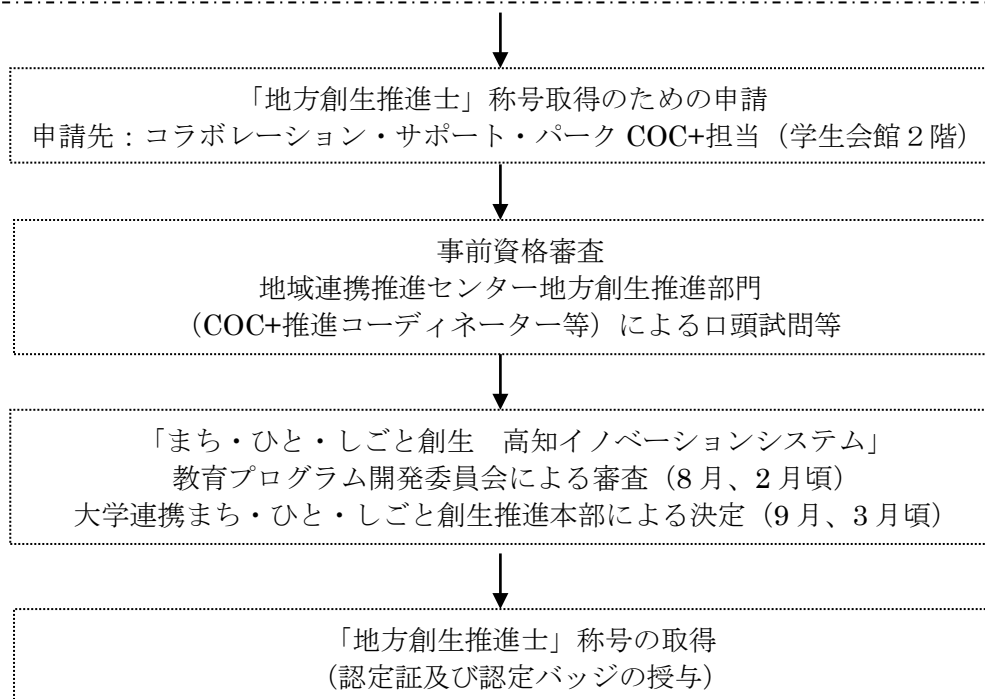 「地方創生推進士」称号取得のための申請
申請先：コラボレーション・サポート・パーク COC+担当（学生会館２階）
事前資格審査
地域連携推進センター地方創生推進部門
（COC+推進コーディネーター等）による口頭試問等
「まち・ひと・しごと創生　高知イノベーションシステム」
教育プログラム開発委員会による審査（8 月、2 月頃）
大学連携まち・ひと・しごと創生推進本部による決定（9 月、3 月頃）
「地方創生推進士」称号の取得
（認定証及び認定バッジの授与）